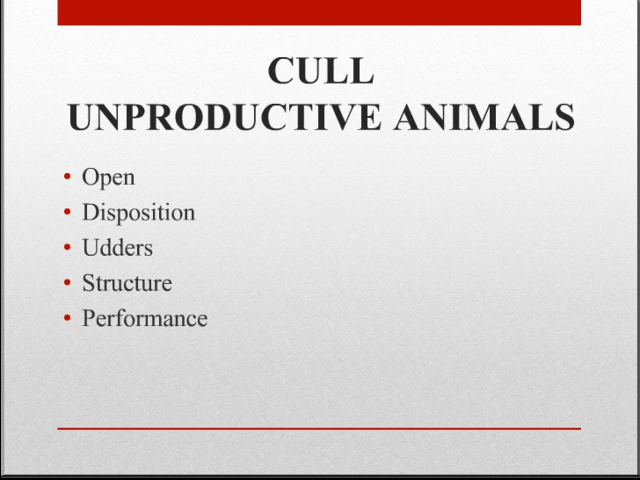 CULL
UNPRODUCTIVE ANIMALS
• Open
• Disposition
• Udders
• Structure
• Performance